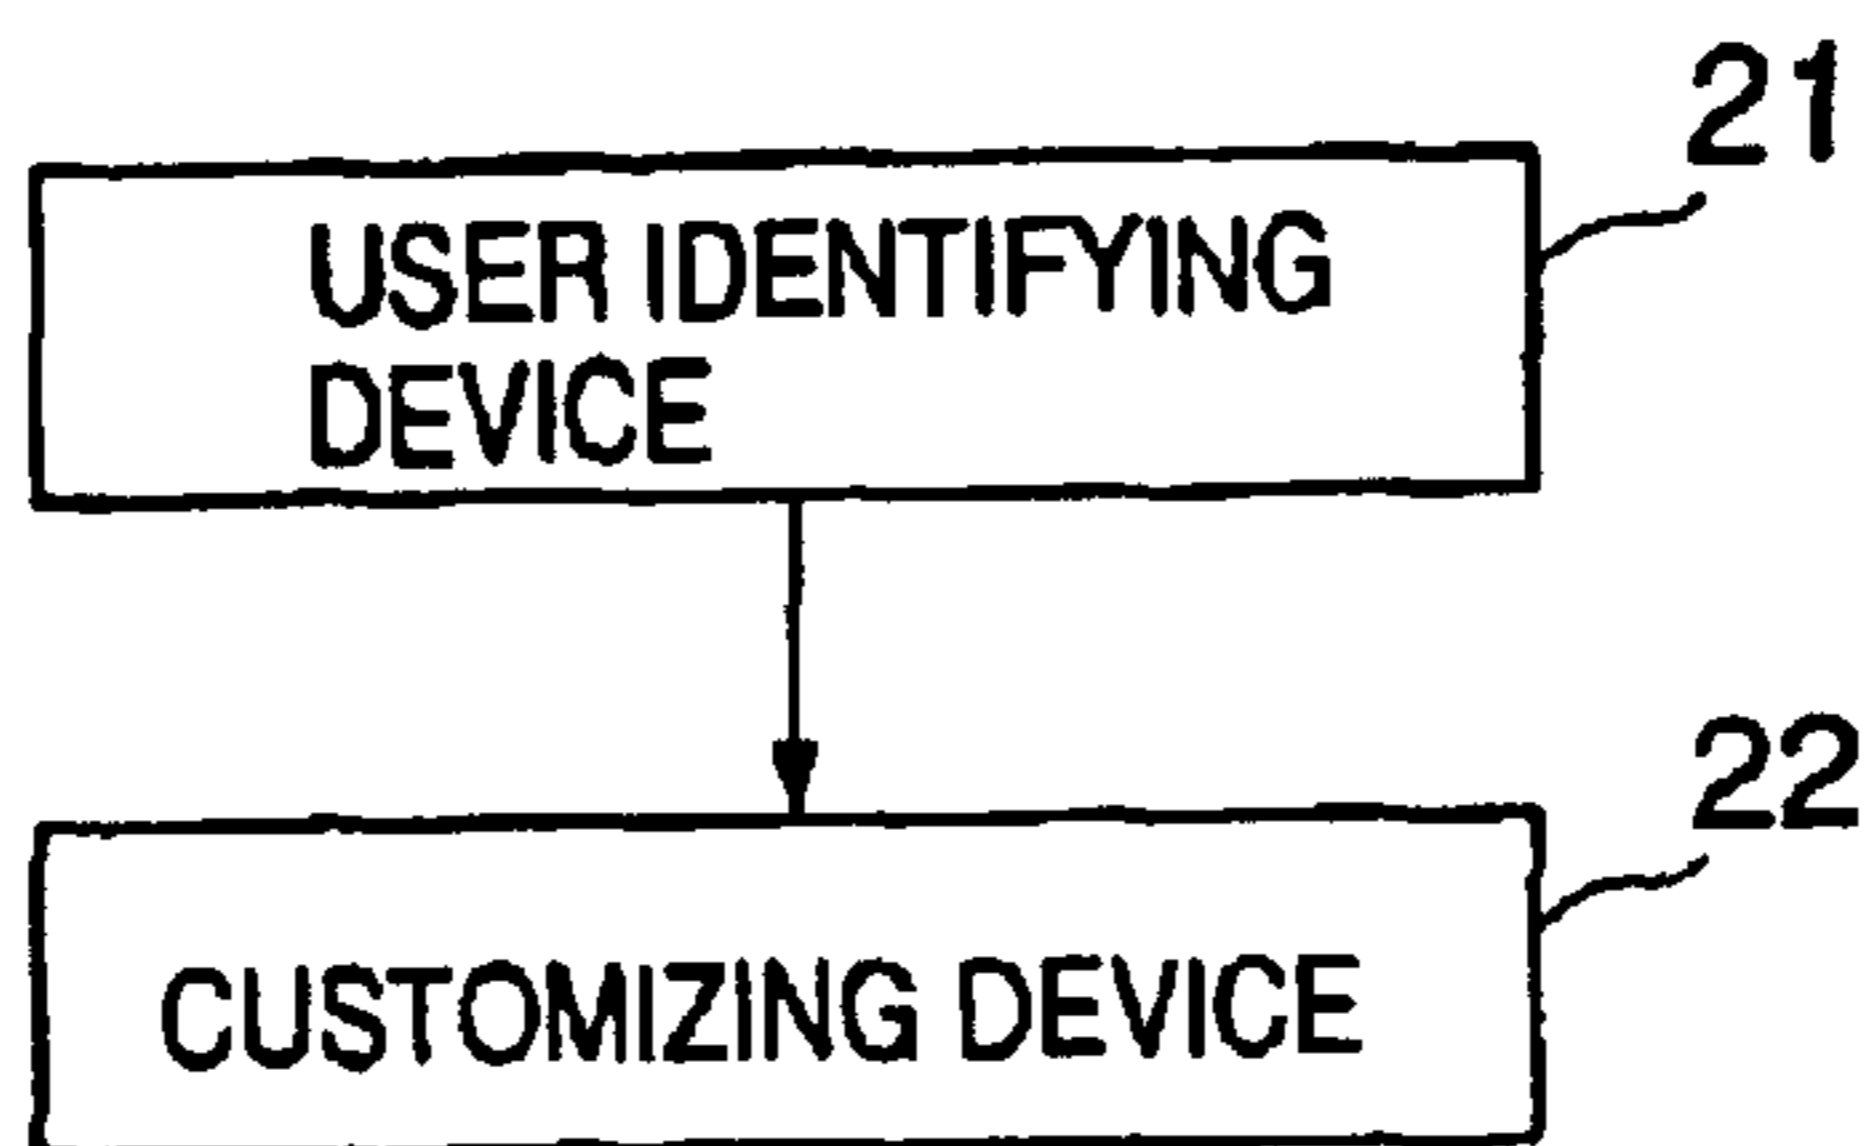 21
USER IDENTIFYING
DEVICE
22
CUSTOMIZING DEVICE